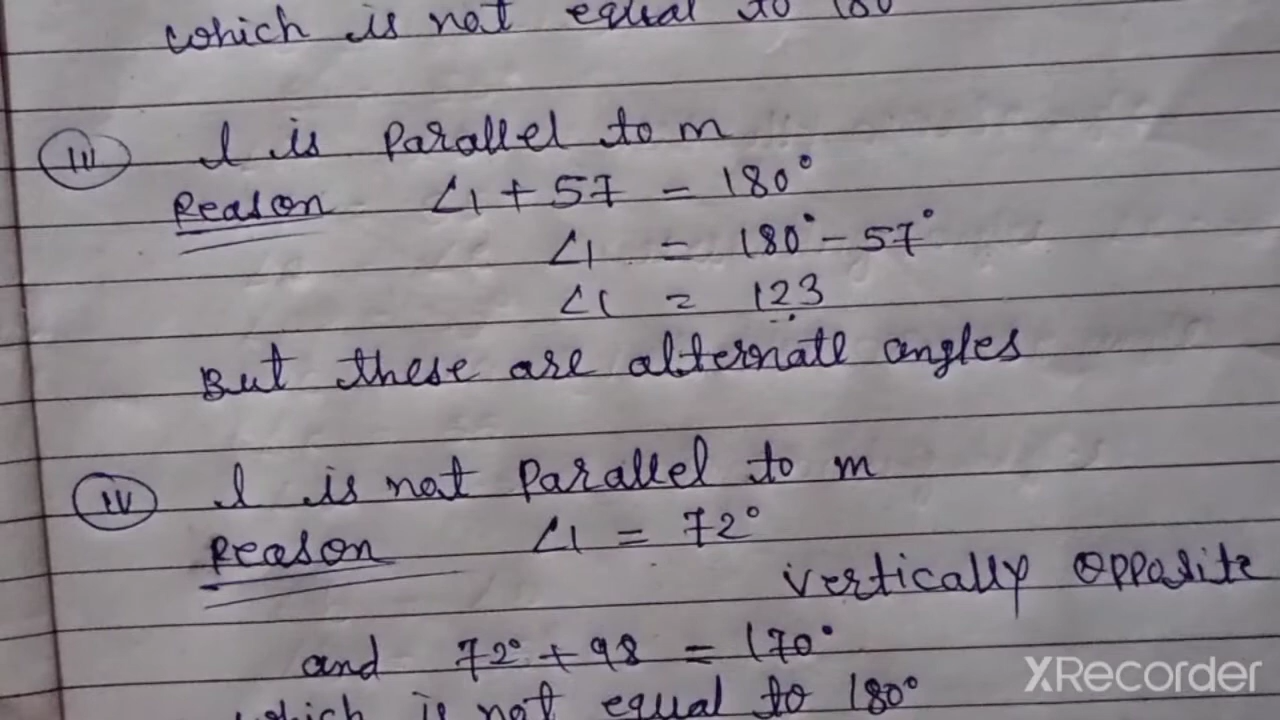 which is not equal to 180
(iii) l is Parallel to m
Reason ∠1 + 57 = 180°
∠1 = 180° - 57°
∠1 = 123
But these are alternate angles
(iv) l is not Parallel to m
Reason ∠1 = 72°
vertically opposite
and 72° + 98 = 170°
which is not equal to 180°
XRecorder